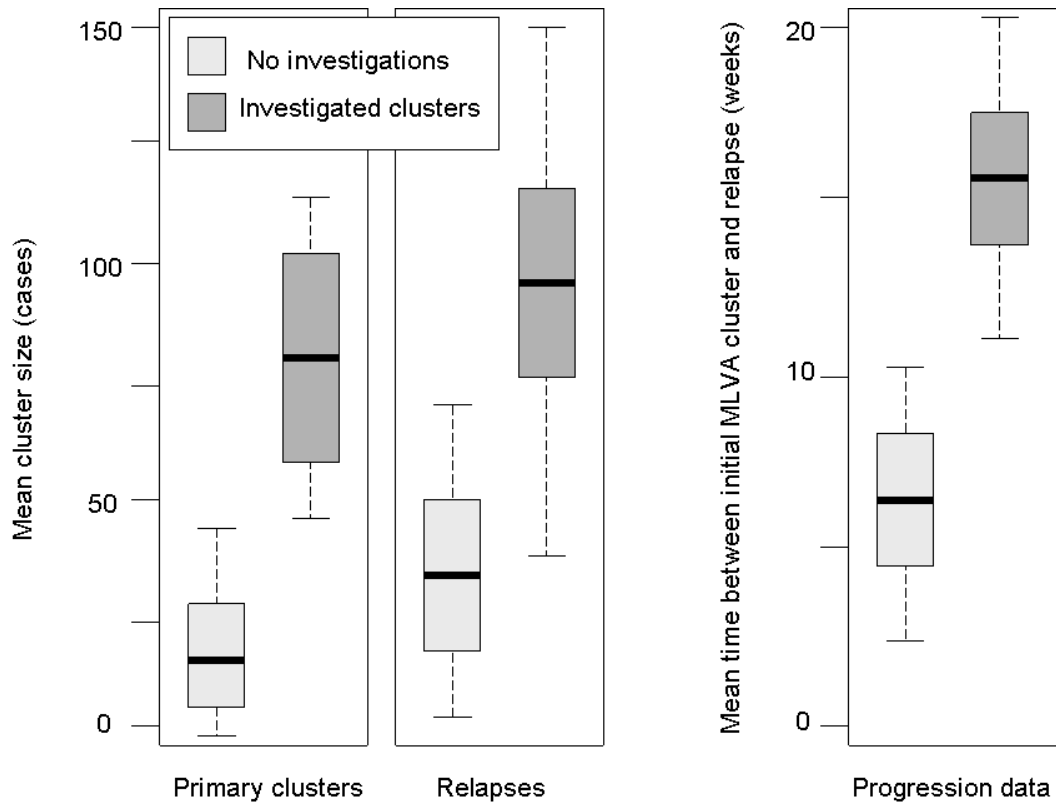 Mean cluster size (cases)
150
100
50
0
No investigations
Investigated clusters
Primary clusters
Relapses
Mean time between initial MLVA cluster and relapse (weeks)
20
10
0
Progression data